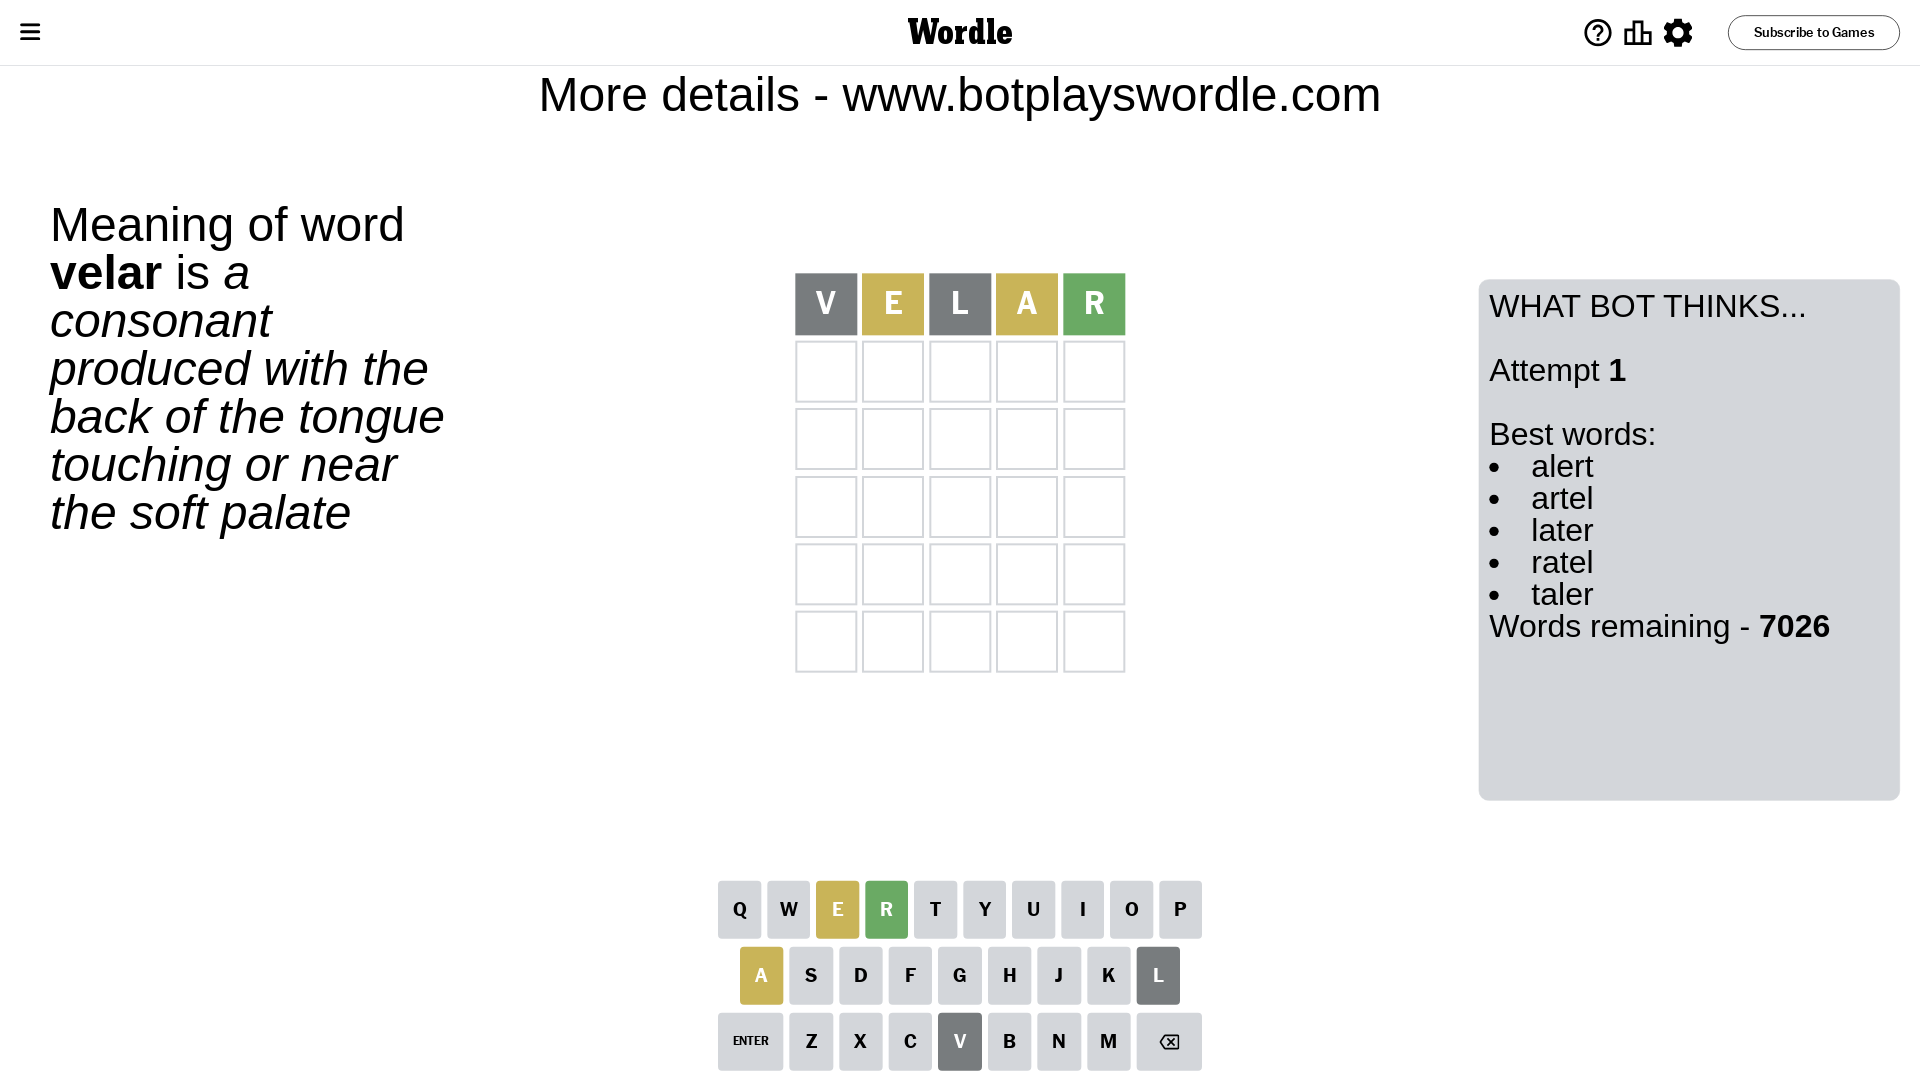 Wordle
Subscribe to Games
More details - www.botplayswordle.com
Meaning of word
velar is a
consonant
produced with the
back of the tongue
touching or near
the soft palate
V E L A R
WHAT BOT THINKS...
Attempt 1
Best words:
• alert
• artel
• later
• ratel
• taler
Words remaining - 7026
Q W E R T Y U I O P
A S D F G H J K L
ENTER Z X C V B N M